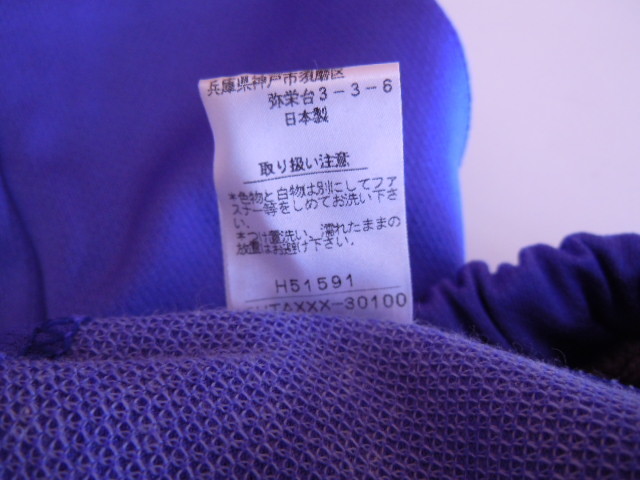 兵庫県神戸市須磨区
弥栄台3-3-6
日本製
取り扱い注意
*色物と白物は別にしてファ
スナー等をしめてお洗い下さ
い。
*つけ置洗い、濡れたままの
放置はお避け下さい。
H51591
HTAXXX-30100